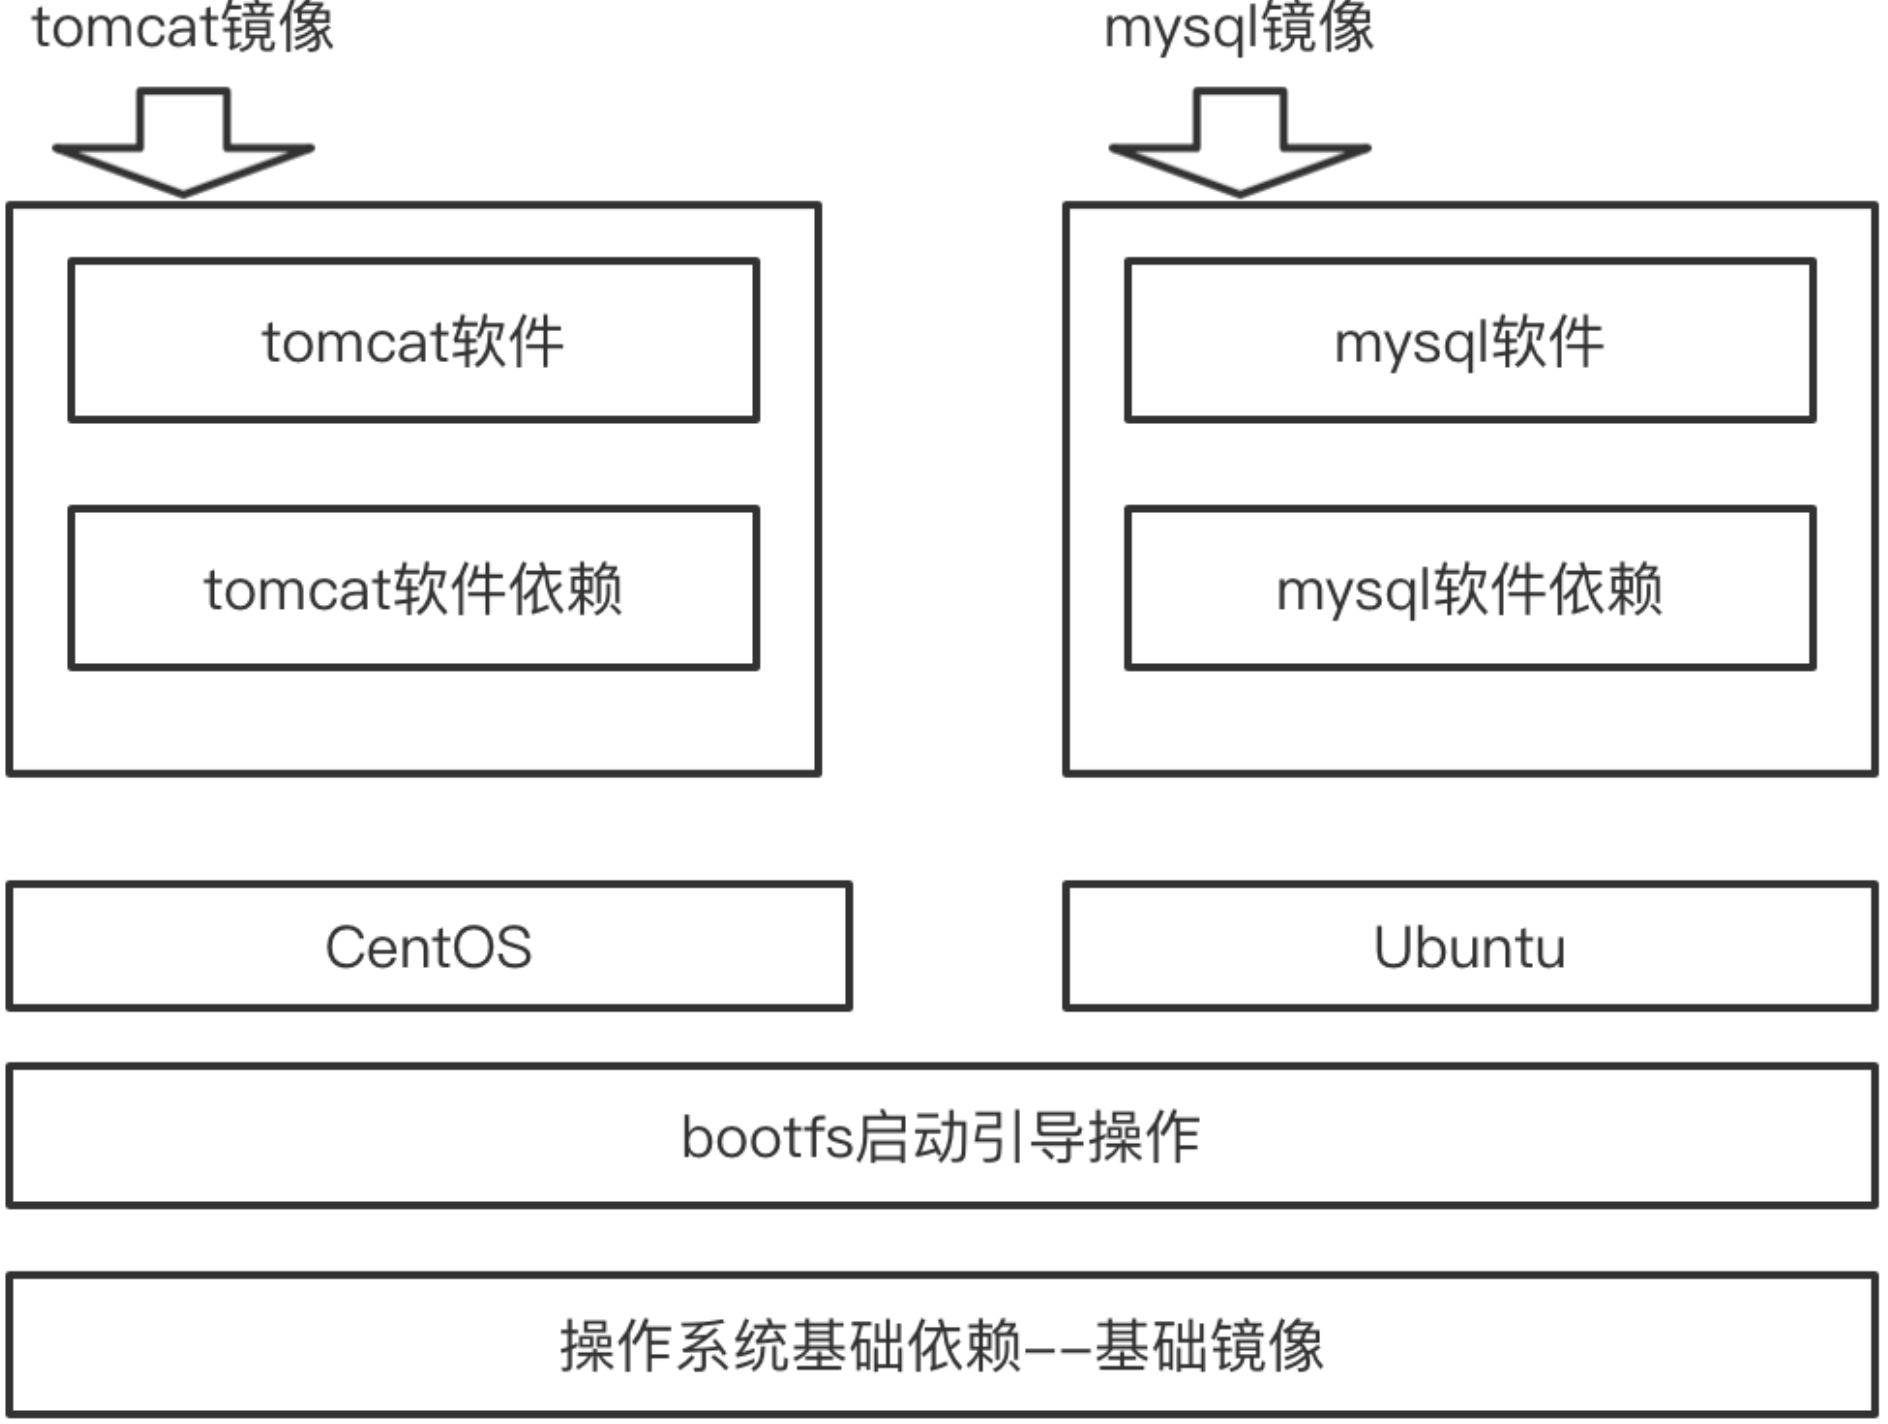 tomcat镜像
mysql镜像
tomcat软件
mysql软件
tomcat软件依赖
mysql软件依赖
CentOS
Ubuntu
bootfs启动引导操作
操作系统基础依赖--基础镜像